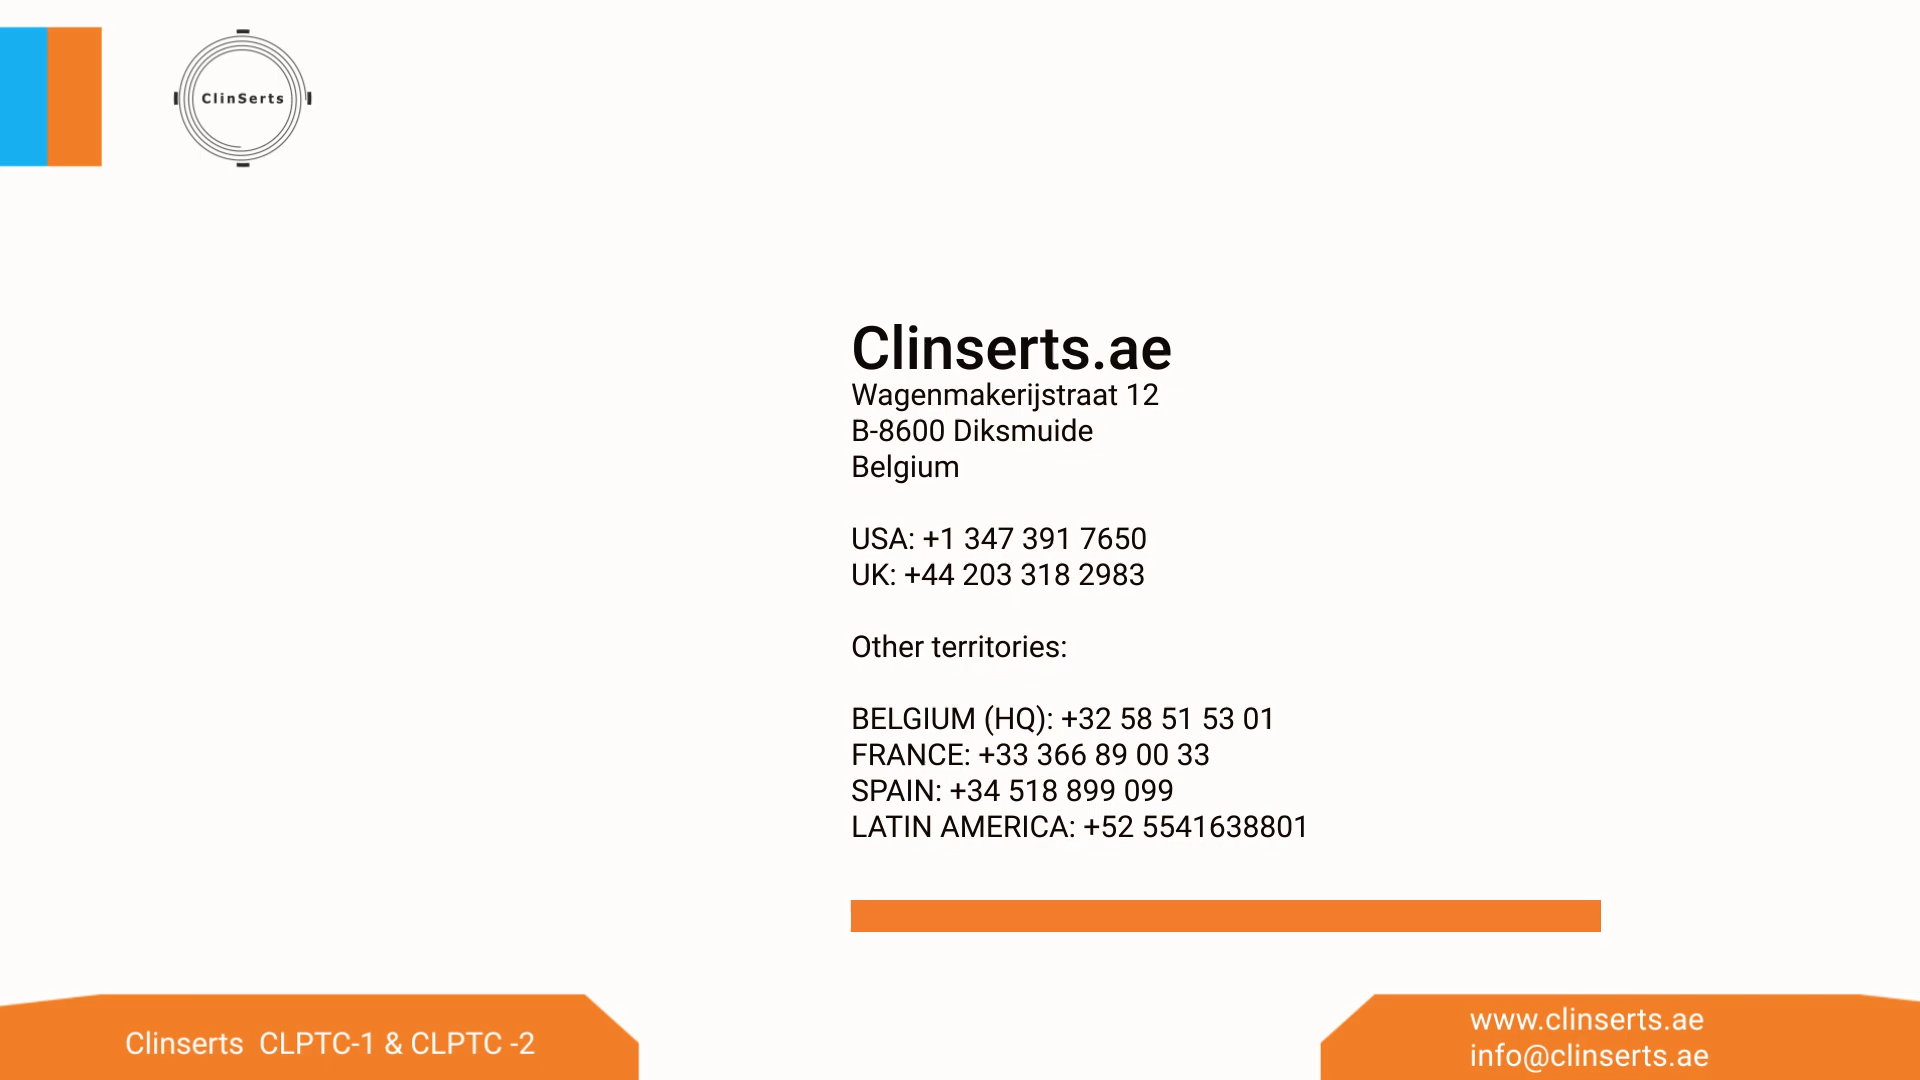 ClinSerts
Clinserts.ae
Wagenmakerijstraat 12
B-8600 Diksmuide
Belgium
USA: +1 347 391 7650
UK: +44 203 318 2983
Other territories:
BELGIUM (HQ): +32 58 51 53 01
FRANCE: +33 366 89 00 33
SPAIN: +34 518 899 099
LATIN AMERICA: +52 5541638801
Clinserts  CLPTC-1 & CLPTC -2
www.clinserts.ae
info@clinserts.ae